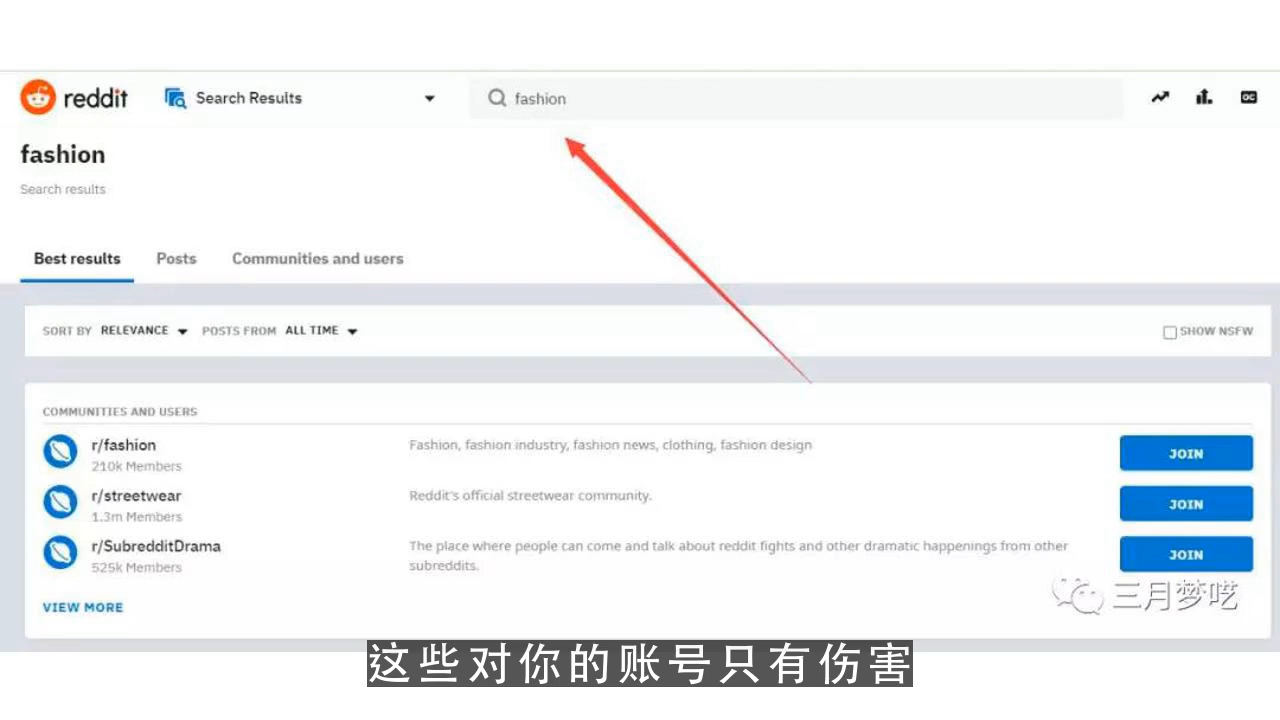 reddit Search Results fashion OC
fashion
Search results
Best results Posts Communities and users
SORT BY RELEVANCE POSTS FROM ALL TIME SHOW NSFW
COMMUNITIES AND USERS
r/fashion Fashion, fashion industry, fashion news, clothing, fashion design JOIN
210k Members
r/streetwear Reddit's official streetwear community. JOIN
1.3m Members
r/SubredditDrama The place where people can come and talk about reddit fights and other dramatic happenings from other JOIN
525k Members subreddits.
三月梦呓
VIEW MORE
这些对你的账号只有伤害